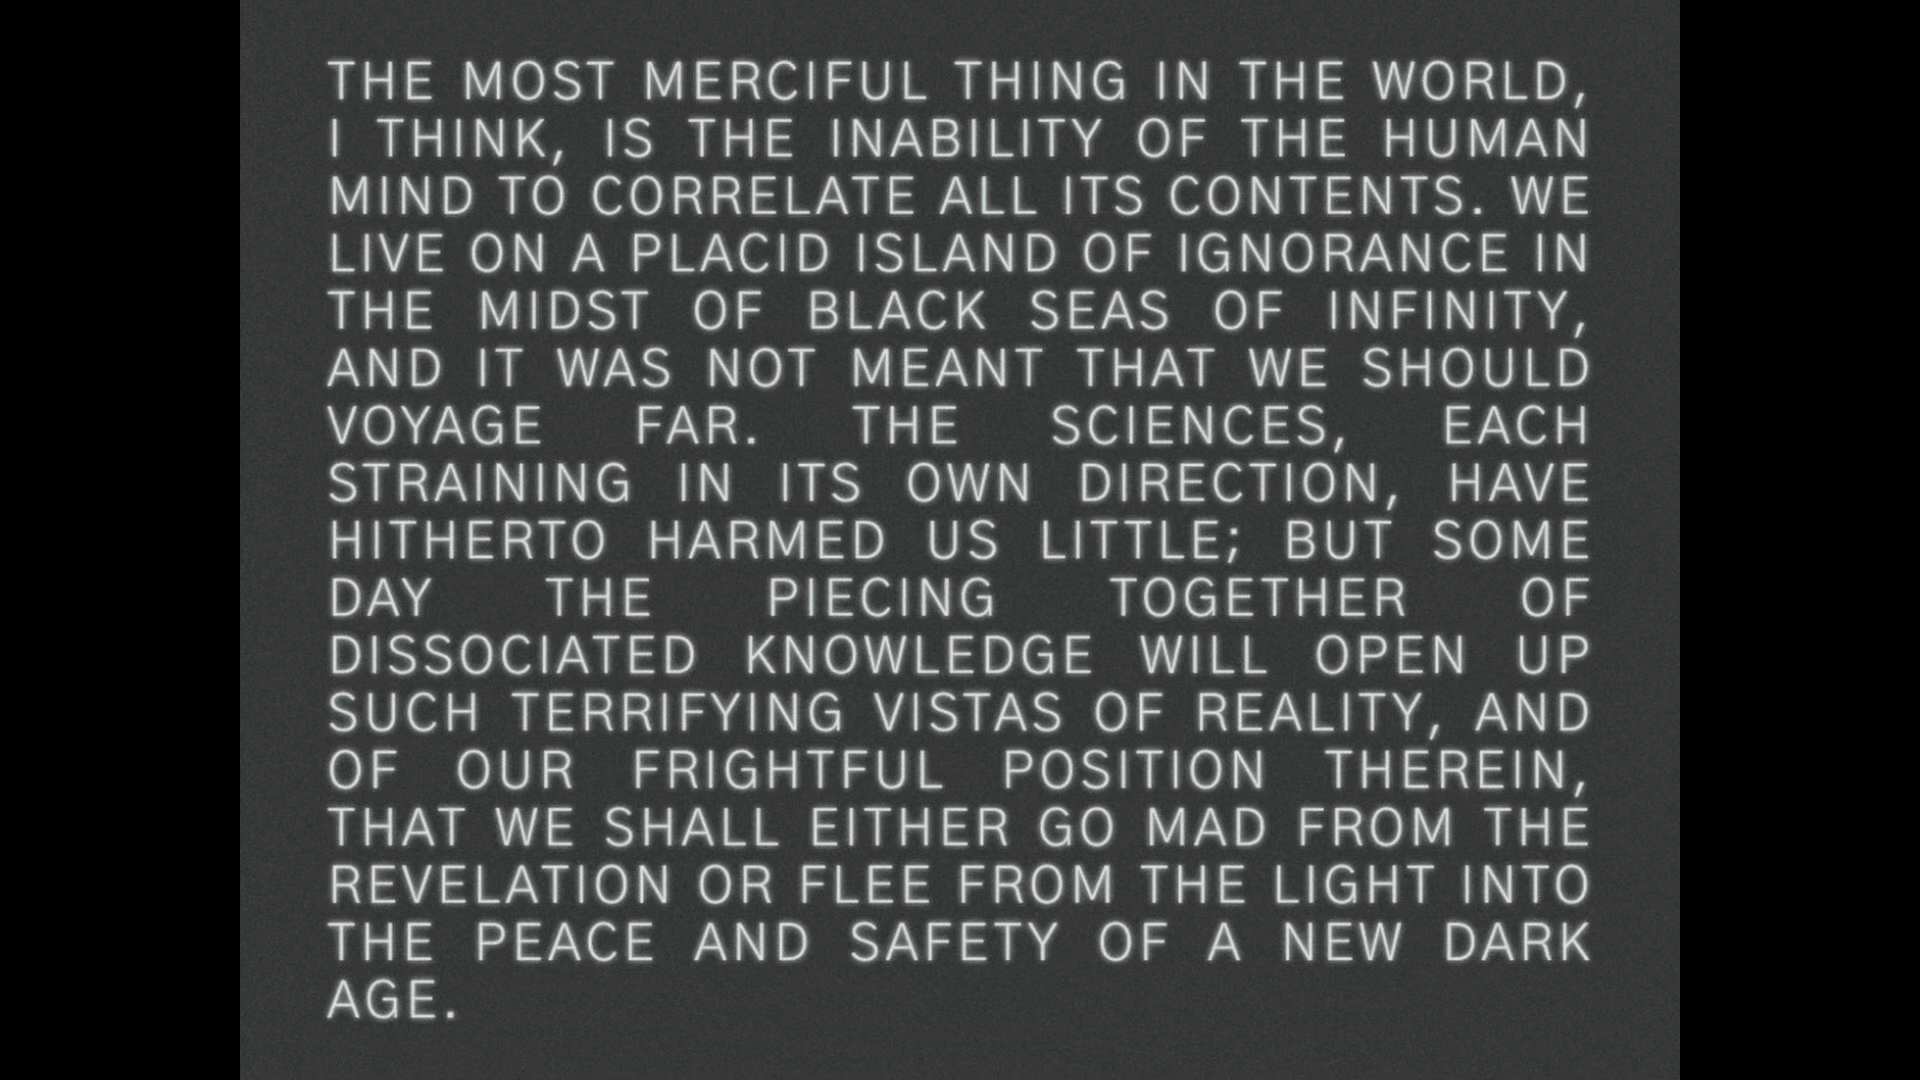 THE MOST MERCIFUL THING IN THE WORLD,
I THINK, IS THE INABILITY OF THE HUMAN
MIND TO CORRELATE ALL ITS CONTENTS. WE
LIVE ON A PLACID ISLAND OF IGNORANCE IN
THE MIDST OF BLACK SEAS OF INFINITY,
AND IT WAS NOT MEANT THAT WE SHOULD
VOYAGE FAR. THE SCIENCES, EACH
STRAINING IN ITS OWN DIRECTION, HAVE
HITHERTO HARMED US LITTLE; BUT SOME
DAY THE PIECING TOGETHER OF
DISSOCIATED KNOWLEDGE WILL OPEN UP
SUCH TERRIFYING VISTAS OF REALITY, AND
OF OUR FRIGHTFUL POSITION THEREIN,
THAT WE SHALL EITHER GO MAD FROM THE
REVELATION OR FLEE FROM THE LIGHT INTO
THE PEACE AND SAFETY OF A NEW DARK
AGE.